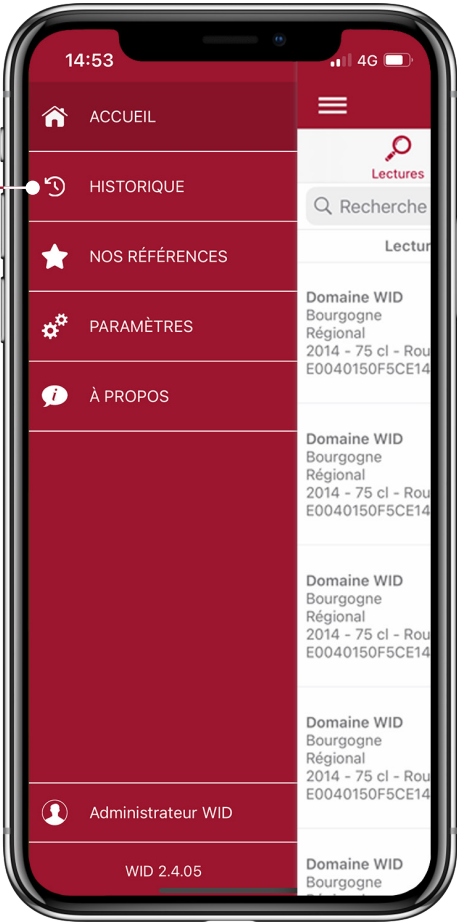 14:53
4G
ACCUEIL
HISTORIQUE
NOS RÉFÉRENCES
PARAMÈTRES
À PROPOS
Administrateur WID
WID 2.4.05
Lectures
Recherche
Lectur
Domaine WID
Bourgogne
Régional
2014 - 75 cl - Rou
E0040150F5CE14
Domaine WID
Bourgogne
Régional
2014 - 75 cl - Rou
E0040150F5CE14
Domaine WID
Bourgogne
Régional
2014 - 75 cl - Rou
E0040150F5CE14
Domaine WID
Bourgogne
Régional
2014 - 75 cl - Rou
E0040150F5CE14
Domaine WID
Bourgogne